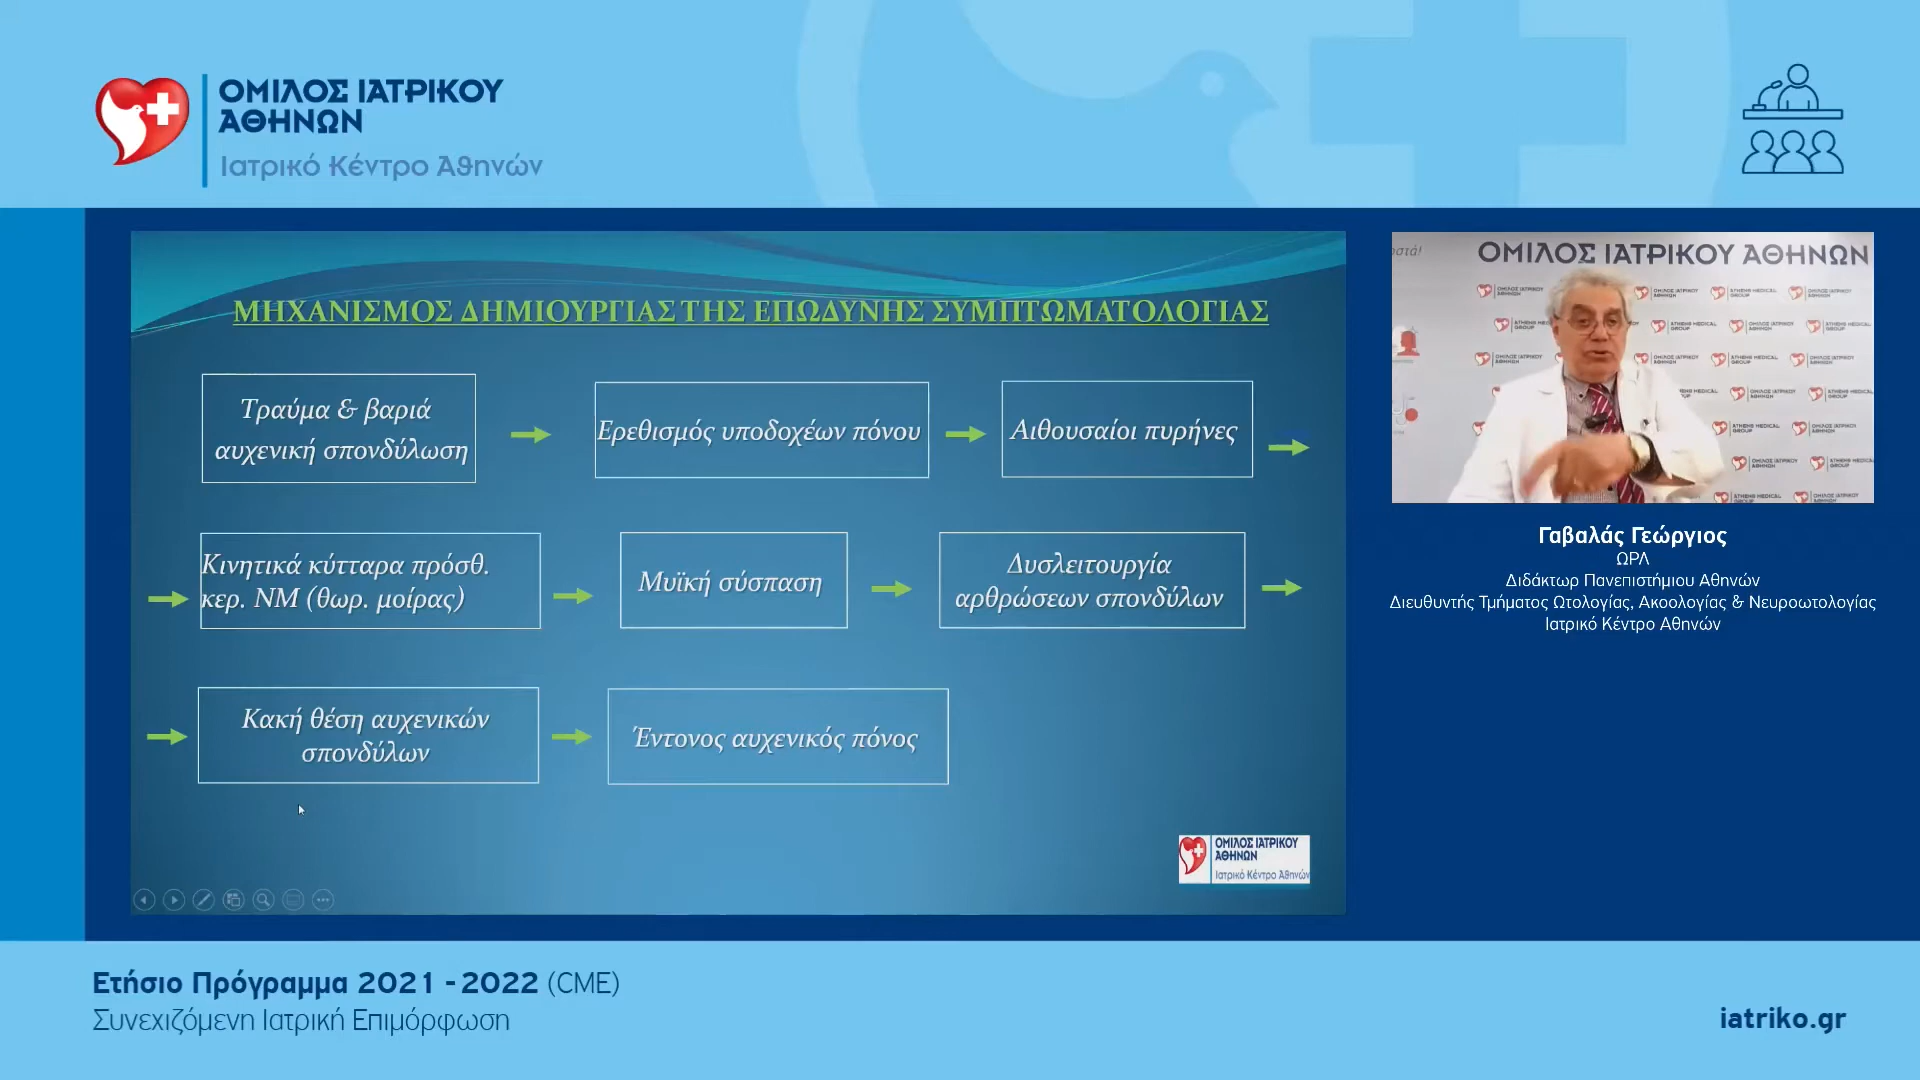 ΟΜΙΛΟΣ ΙΑΤΡΙΚΟΥ
ΑΘΗΝΩΝ
Ιατρικό Κέντρο Αθηνών
ΜΗΧΑΝΙΣΜΟΣ ΔΗΜΙΟΥΡΓΙΑΣ ΤΗΣ ΕΠΩΔΥΝΗΣ ΣΥΜΠΤΩΜΑΤΟΛΟΓΙΑΣ
Τραύμα & βαριά
αυχενική σπονδύλωση
Ερεθισμός υποδοχέων πόνου
Αιθουσαίοι πυρήνες
Κινητικά κύτταρα πρόσθ.
κερ. ΝΜ (θωρ. μοίρας)
Μυϊκή σύσπαση
Δυσλειτουργία
αρθρώσεων σπονδύλων
Κακή θέση αυχενικών
σπονδύλων
Έντονος αυχενικός πόνος
ΟΜΙΛΟΣ ΙΑΤΡΙΚΟΥ
ΑΘΗΝΩΝ
Ιατρικό Κέντρο Αθηνών
ΟΜΙΛΟΣ ΙΑΤΡΙΚΟΥ ΑΘΗΝΩΝ
Γαβαλάς Γεώργιος
ΩΡΛ
Διδάκτωρ Πανεπιστήμιου Αθηνών
Διευθυντής Τμήματος Ωτολογίας, Ακοολογίας & Νευροωτολογίας
Ιατρικό Κέντρο Αθηνών
Ετήσιο Πρόγραμμα 2021 - 2022 (CME)
Συνεχιζόμενη Ιατρική Επιμόρφωση
iatriko.gr